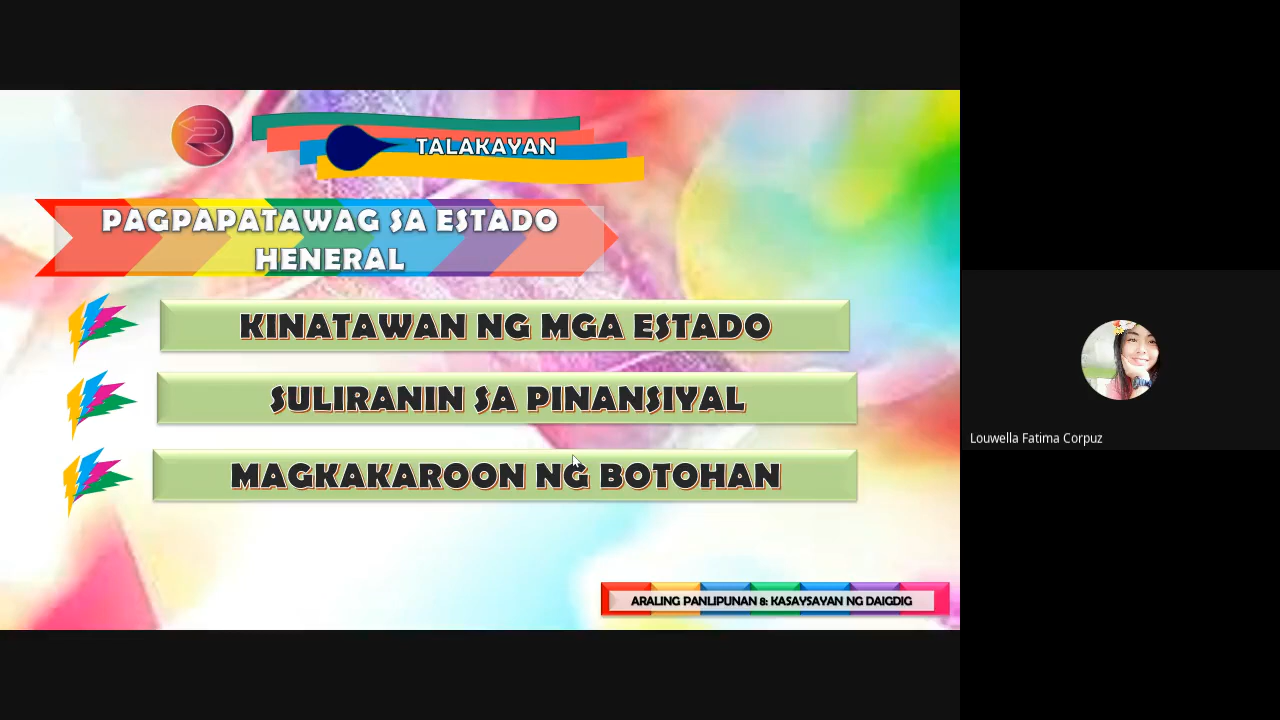 TALAKAYAN
PAGPAPATAWAG SA ESTADO
HENERAL
KINATAWAN NG MGA ESTADO
SULIRANIN SA PINANSIYAL
MAGKAKAROON NG BOTOHAN
ARALING PANLIPUNAN 8: KASAYSAYAN NG DAIGDIG
Louwella Fatima Corpuz